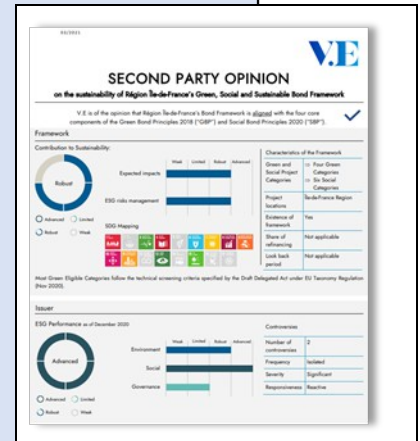 03/2021
V.E
SECOND PARTY OPINION
on the sustainability of Région Île-de-France's Green, Social and Sustainable Bond Framework
V.E is of the opinion that Région Île-de-France's Bond Framework is aligned with the four core
components of the Green Bond Principles 2018 ("GBP") and Social Bond Principles 2020 ("SBP").
Framework
Contribution to Sustainability:
Robust
Advanced Limited
Robust Weak
Weak Limited Robust Advanced
Expected impacts
ESG risks management
SDG Mapping
Characteristics of the Framework
Green and Social Project Categories
Four Green Categories
Six Social Categories
Project locations
Île-de-France Region
Existence of framework
Yes
Share of refinancing
Not applicable
Look back period
Not applicable
Most Green Eligible Categories follow the technical screening criteria specified by the Draft Delegated Act under EU Taxonomy Regulation
(Nov 2020).
Issuer
ESG Performance as of December 2020
Advanced
Advanced Limited
Robust Weak
Weak Limited Robust Advanced
Environment
Social
Governance
Controversies
Number of controversies
2
Frequency
Isolated
Severity
Significant
Responsiveness
Reactive